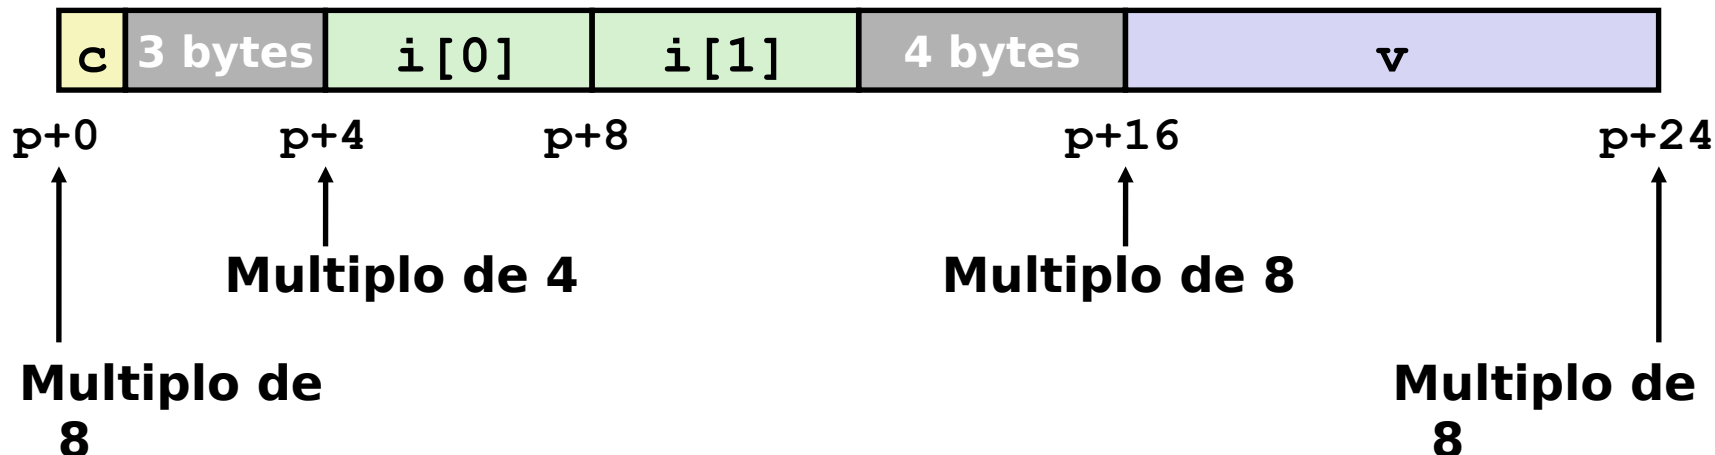 c 3 bytes i[0] i[1] 4 bytes v
p+0 p+4 p+8 p+16 p+24
Multiplo de 4 Multiplo de 8
Multiplo de Multiplo de
8 8